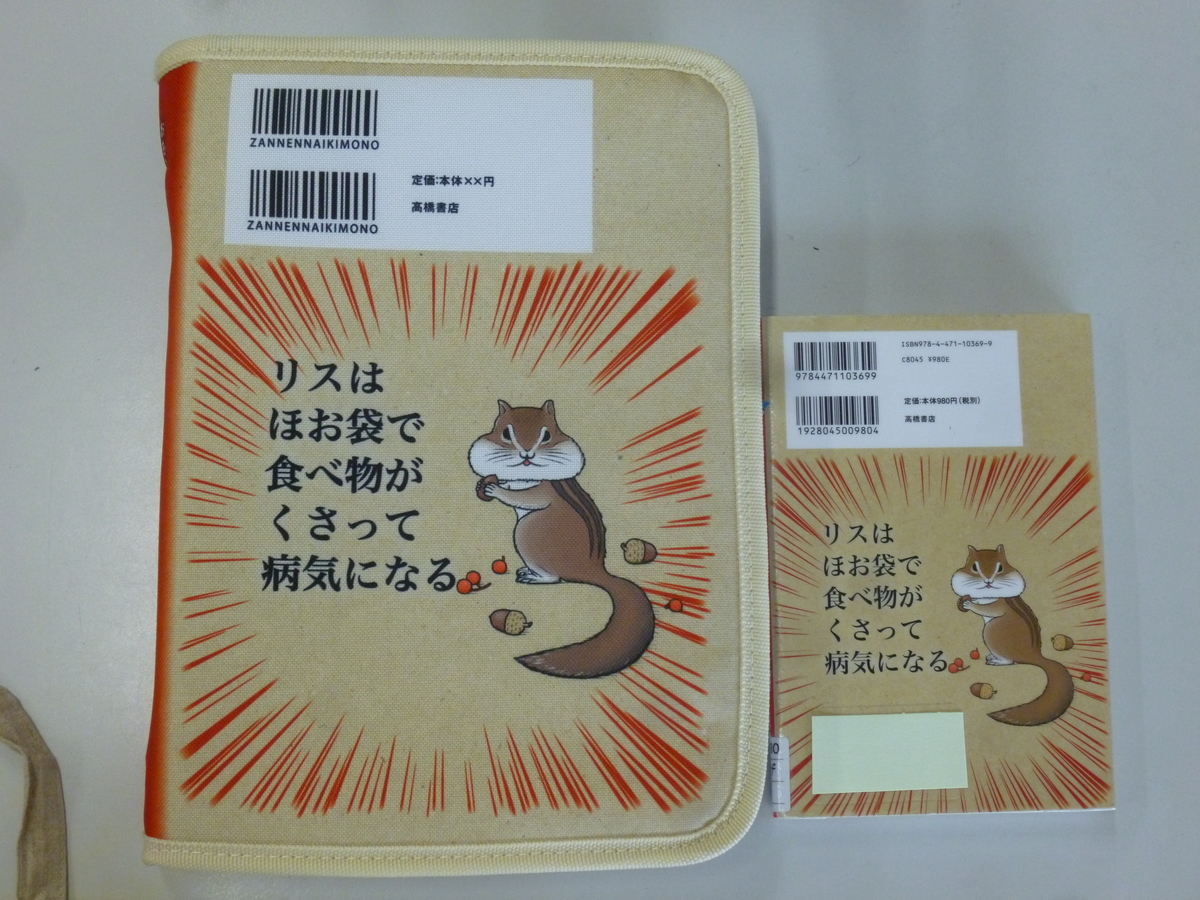 ZANNENNAIKIMONO
ZANNENNAIKIMONO
定価:本体××円
高橋書店
リスは
ほお袋で
食べ物が
くさって
病気になる
ISBN978-4-471-10369-9
C8045 ¥980E
9784471103699
定価:本体980円(税別)
高橋書店
1928045009804
リスは
ほお袋で
食べ物が
くさって
病気になる